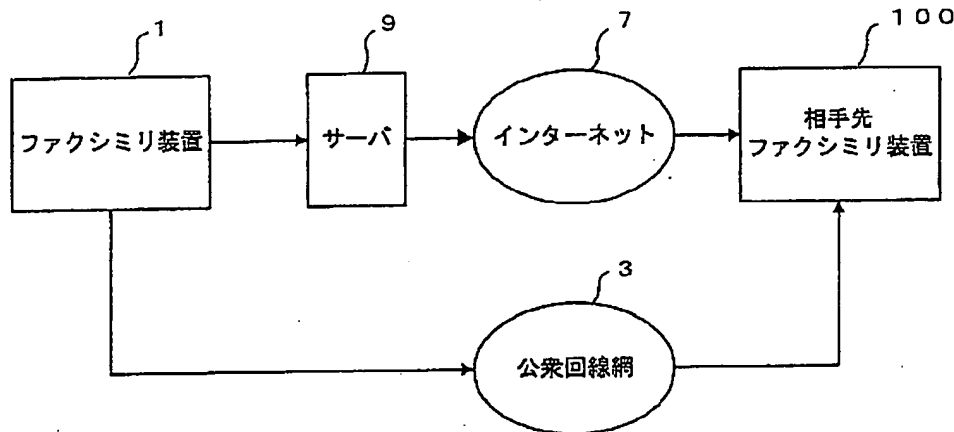 1
9
7
100
ファクシミリ装置
サーバ
インターネット
相手先
ファクシミリ装置
3
公衆回線網